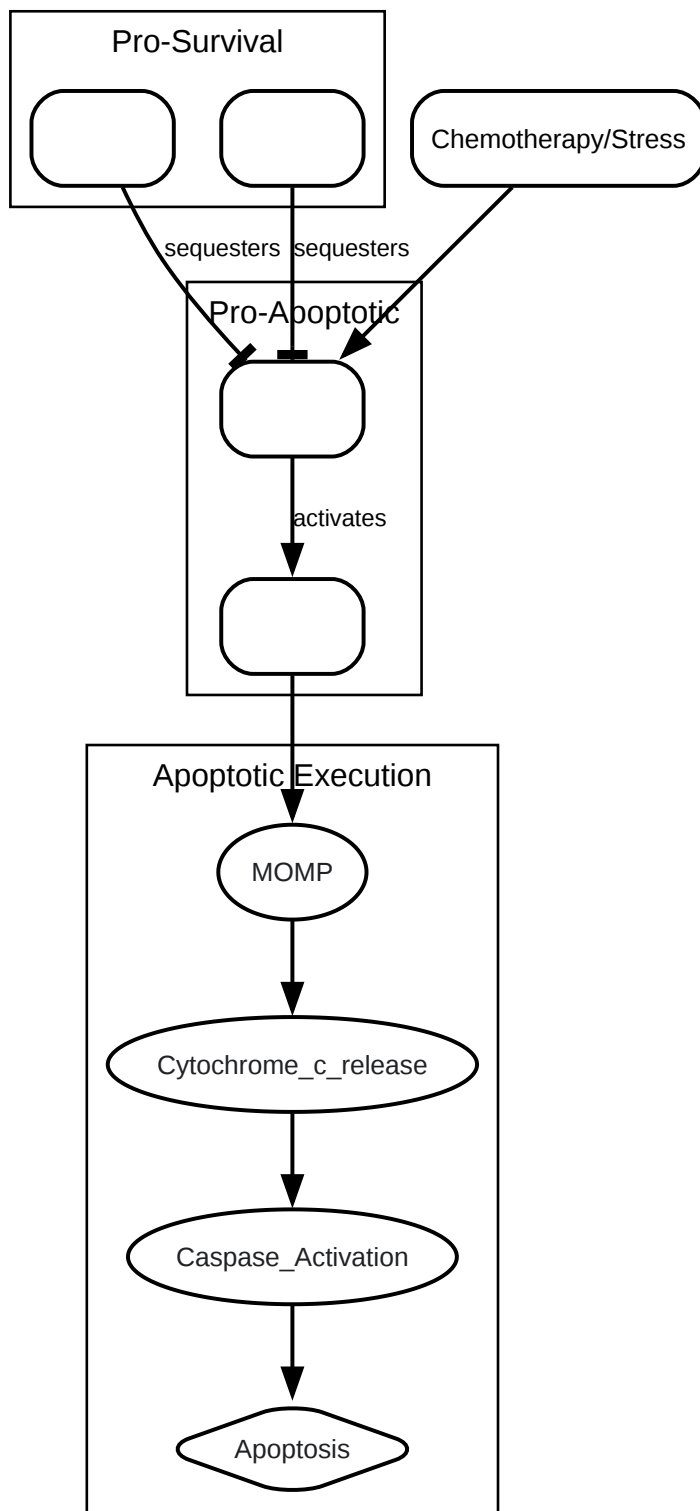 Pro-Survival
Chemotherapy/Stress
sequesters
sequesters
Pro-Apoptotic
activates
Apoptotic Execution
MOMP
Cytochrome_c_release
Caspase_Activation
Apoptosis